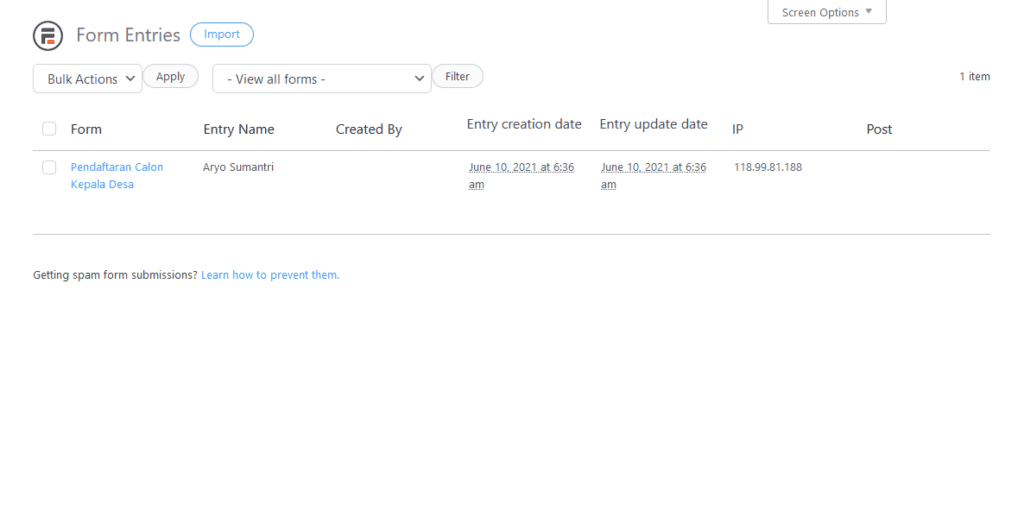 Screen Options
Form Entries Import
Bulk Actions Apply - View all forms - Filter 1 item
Form Entry Name Created By Entry creation date Entry update date IP Post
Pendaftaran Calon Aryo Sumantri June 10, 2021 at 6:36 June 10, 2021 at 6:36 118.99.81.188
Kepala Desa am am
Getting spam form submissions? Learn how to prevent them.